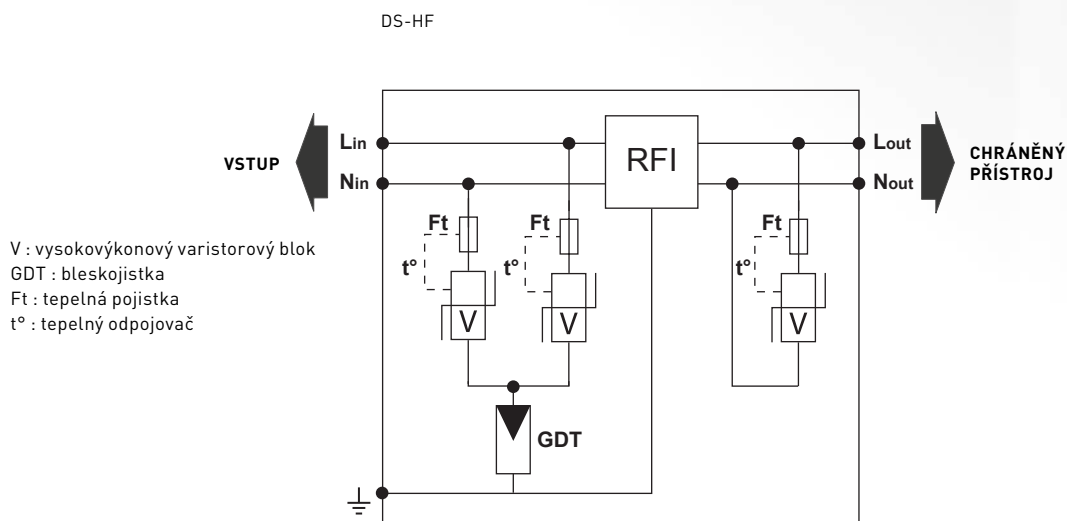 DS-HF
VSTUP
Lin
Nin
RFI
Lout
Nout
CHRÁNĚNÝ
PŘÍSTROJ
Ft
Ft
Ft
t°
t°
t°
V
V
V
GDT
V : vysokovýkonový varistorový blok
GDT : bleskojistka
Ft : tepelná pojistka
t° : tepelný odpojovač